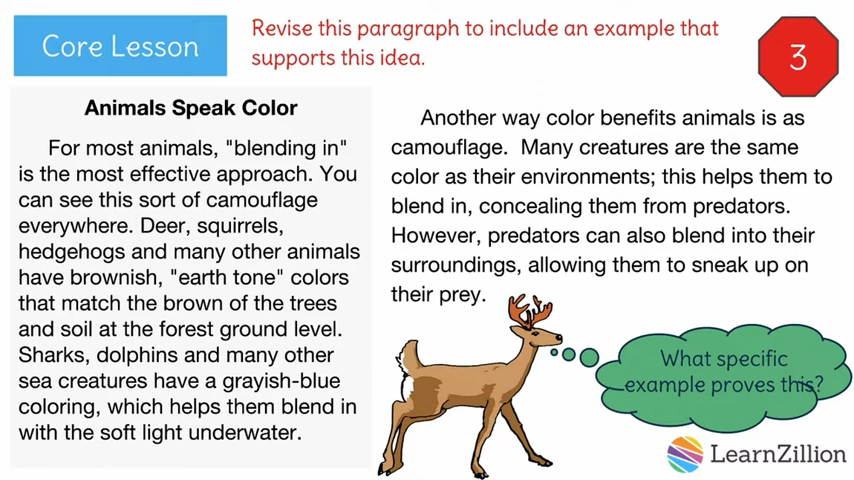 Core Lesson
Revise this paragraph to include an example that
supports this idea.
3
Animals Speak Color
For most animals, "blending in"
is the most effective approach. You
can see this sort of camouflage
everywhere. Deer, squirrels,
hedgehogs and many other animals
have brownish, "earth tone" colors
that match the brown of the trees
and soil at the forest ground level.
Sharks, dolphins and many other
sea creatures have a grayish-blue
coloring, which helps them blend in
with the soft light underwater.
Another way color benefits animals is as
camouflage. Many creatures are the same
color as their environments; this helps them to
blend in, concealing them from predators.
However, predators can also blend into their
surroundings, allowing them to sneak up on
their prey.
What specific
example proves this?
LearnZillion